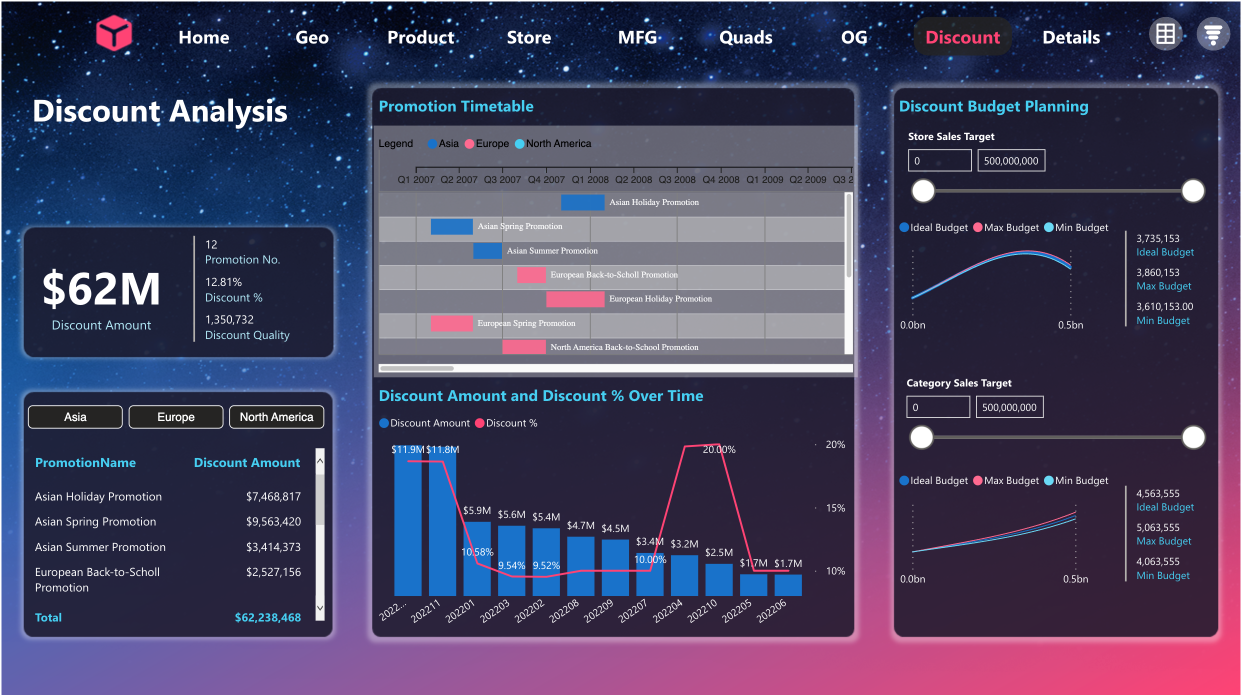 Home Geo Product Store MFG Quads OG Discount Details
Discount Analysis
$62M
Discount Amount
12
Promotion No.
12.81%
Discount %
1,350,732
Discount Quality
Asia Europe North America
PromotionName Discount Amount
Asian Holiday Promotion $7,468,817
Asian Spring Promotion $9,563,420
Asian Summer Promotion $3,414,373
European Back-to-Scholl $2,527,156
Promotion
Total $62,238,468
Promotion Timetable
Legend Asia Europe North America
Q1 2007 Q2 2007 Q3 2007 Q4 2007 Q1 2008 Q2 2008 Q3 2008 Q4 2008 Q1 2009 Q2 2009 Q3 2
Asian Holiday Promotion
Asian Spring Promotion
Asian Summer Promotion
European Back-to-Scholl Promotion
European Holiday Promotion
European Spring Promotion
North America Back-to-School Promotion
Discount Amount and Discount % Over Time
Discount Amount Discount %
$11.9M $11.8M $5.9M $5.6M $5.4M $4.7M $4.5M $3.4M $3.2M $2.5M $1.7M $1.7M
10.58% 9.54% 9.52% 10.00% 20.00%
20%
15%
10%
2022... 202211 202201 202203 202202 202208 202209 202207 202204 202210 202205 202206
Discount Budget Planning
Store Sales Target
0 500,000,000
Ideal Budget Max Budget Min Budget
3,735,153
Ideal Budget
3,860,153
Max Budget
3,610,153.00
Min Budget
0.0bn 0.5bn
Category Sales Target
0 500,000,000
Ideal Budget Max Budget Min Budget
4,563,555
Ideal Budget
5,063,555
Max Budget
4,063,555
Min Budget
0.0bn 0.5bn